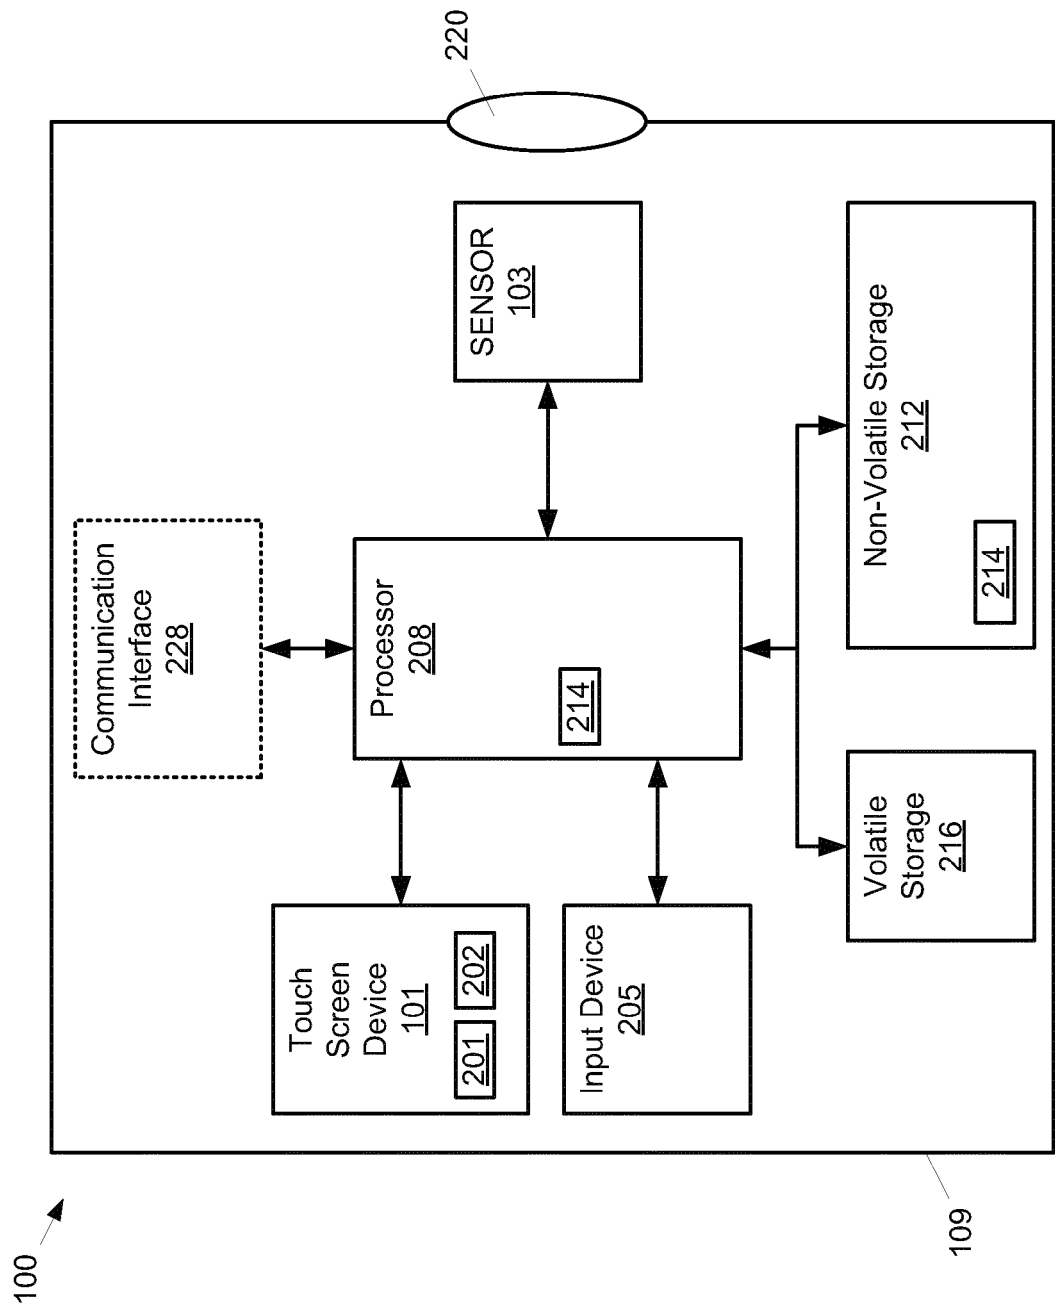 100
109
220
Touch
Screen
Device
101
201
202
Input Device
205
Communication
Interface
228
Processor
208
214
SENSOR
103
Volatile
Storage
216
Non-Volatile Storage
212
214